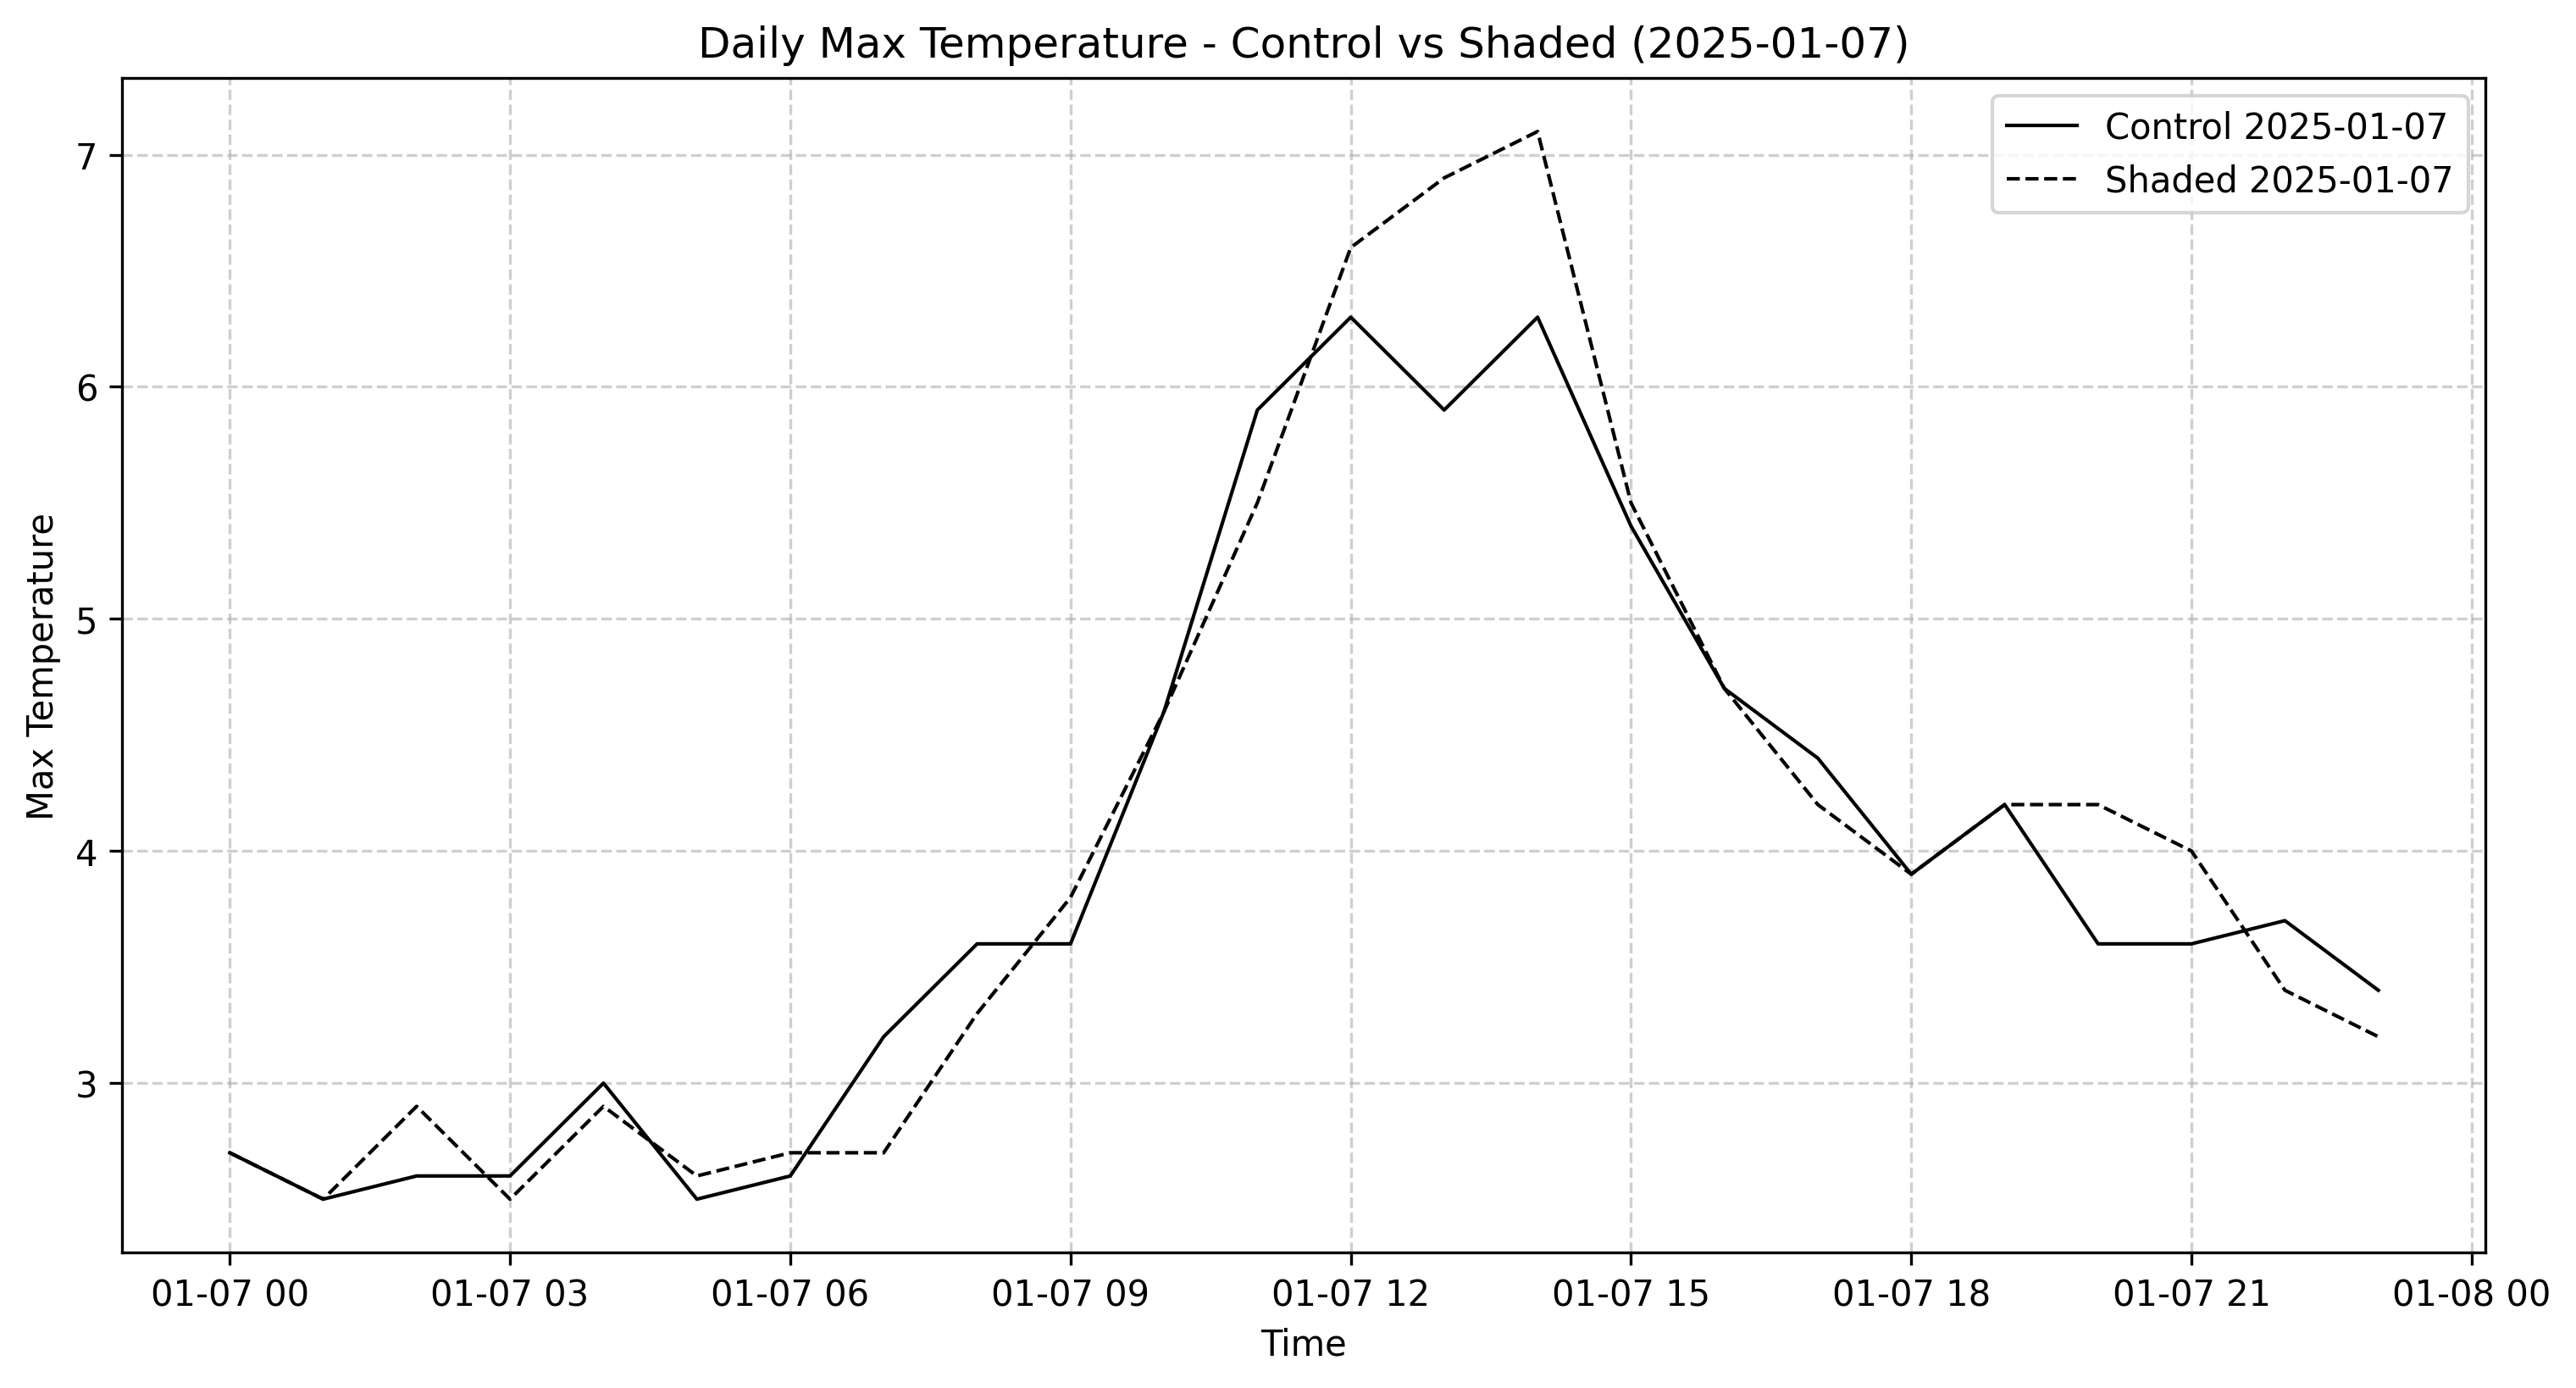 Daily Max Temperature - Control vs Shaded (2025-01-07)
Control 2025-01-07
Shaded 2025-01-07
Max Temperature
7
6
5
4
3
01-07 00 01-07 03 01-07 06 01-07 09 01-07 12 01-07 15 01-07 18 01-07 21 01-08 00
Time